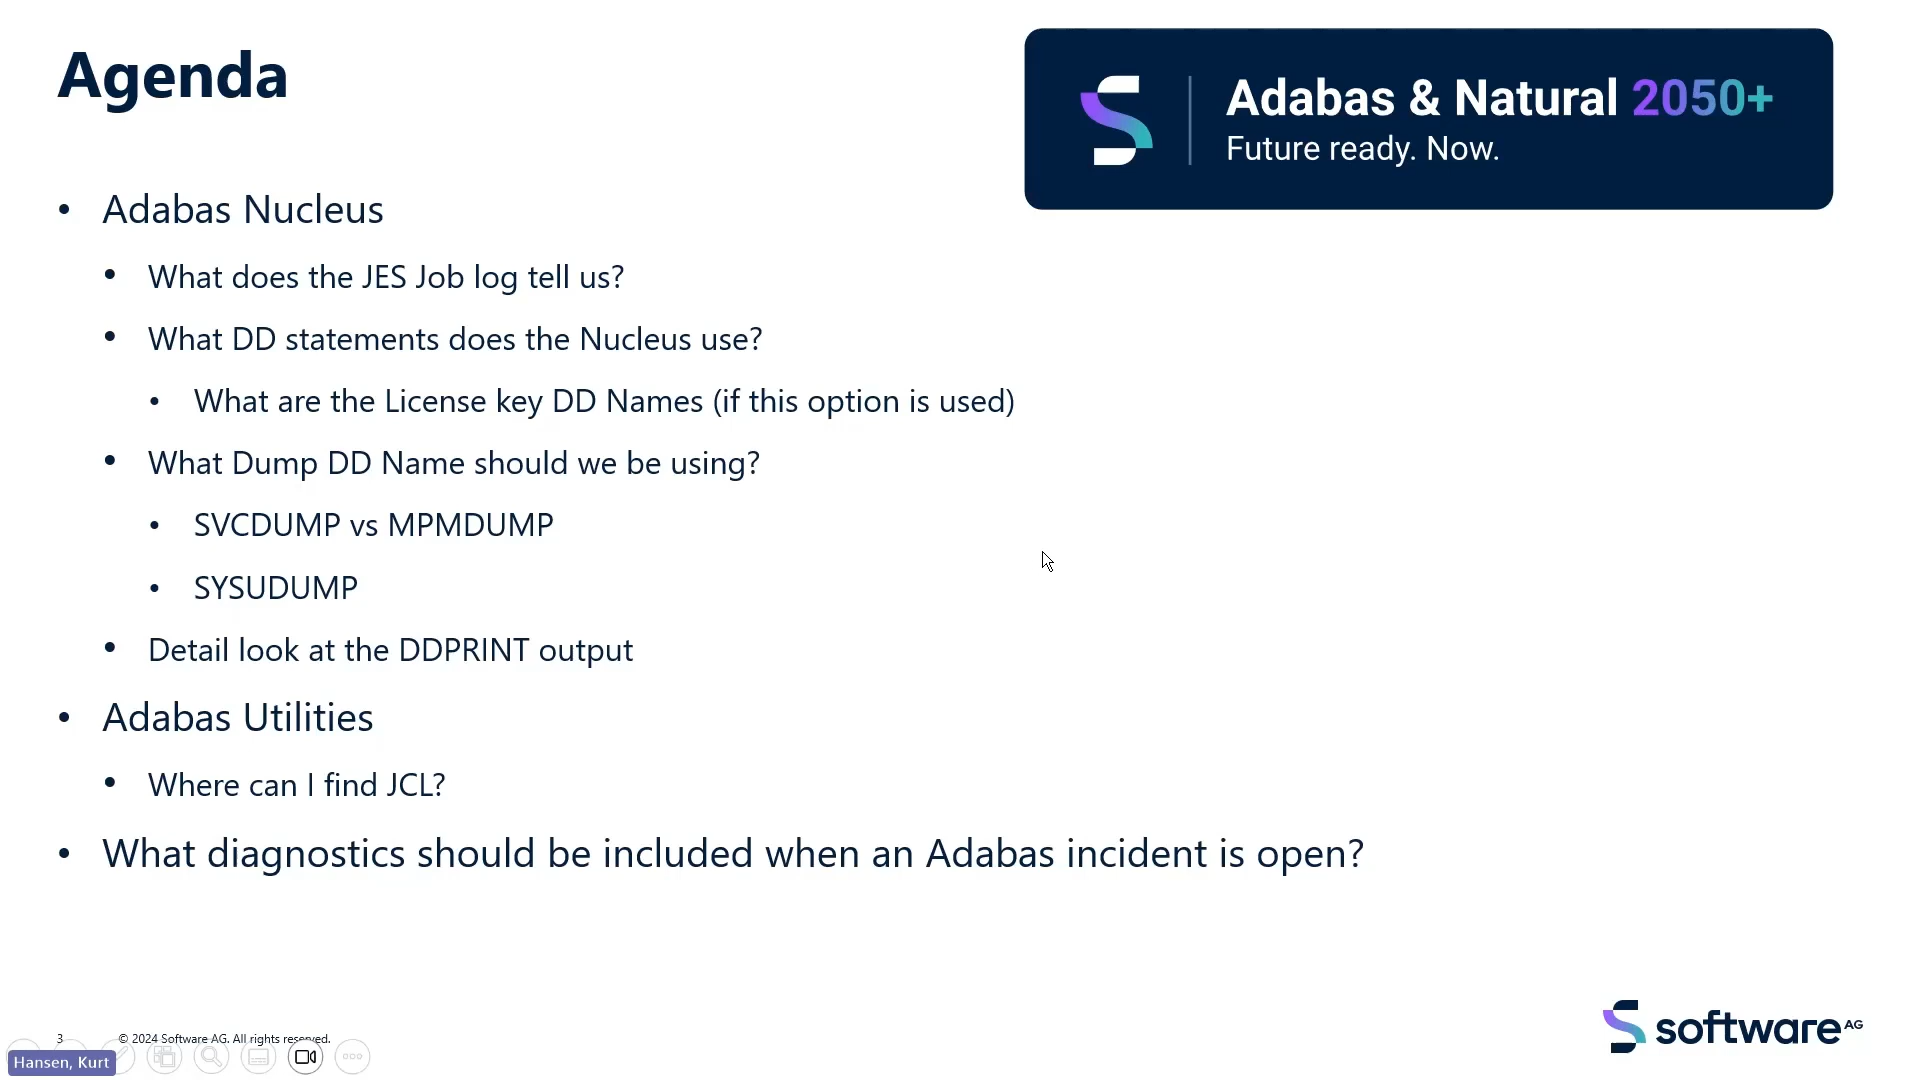 Agenda
Adabas & Natural 2050+
Future ready. Now.
• Adabas Nucleus
• What does the JES Job log tell us?
• What DD statements does the Nucleus use?
• What are the License key DD Names (if this option is used)
• What Dump DD Name should we be using?
• SVCDUMP vs MPMDUMP
• SYSUDUMP
• Detail look at the DDPRINT output
• Adabas Utilities
• Where can I find JCL?
• What diagnostics should be included when an Adabas incident is open?
3 © 2024 Software AG. All rights reserved.
Hansen, Kurt
software AG